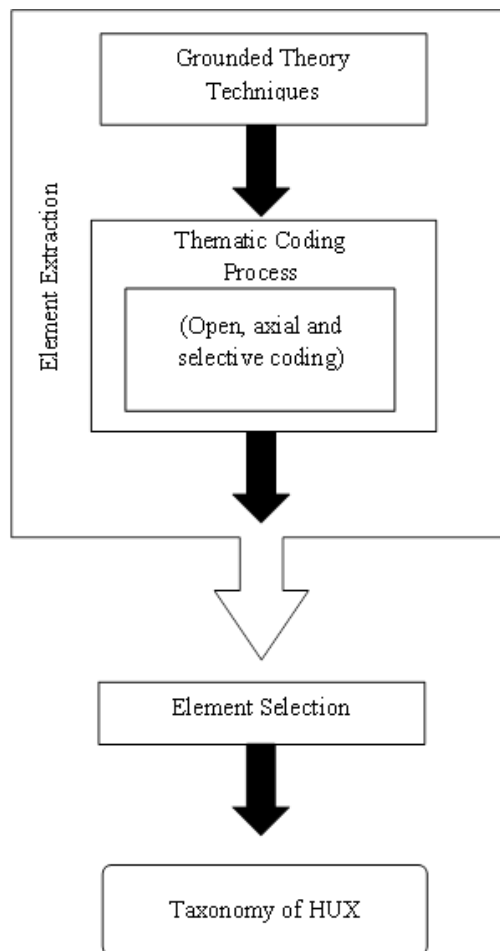 Grounded Theory
Techniques
Element Extraction
Thematic Coding
Process
(Open, axial and
selective coding)
Element Selection
Taxonomy of HUX